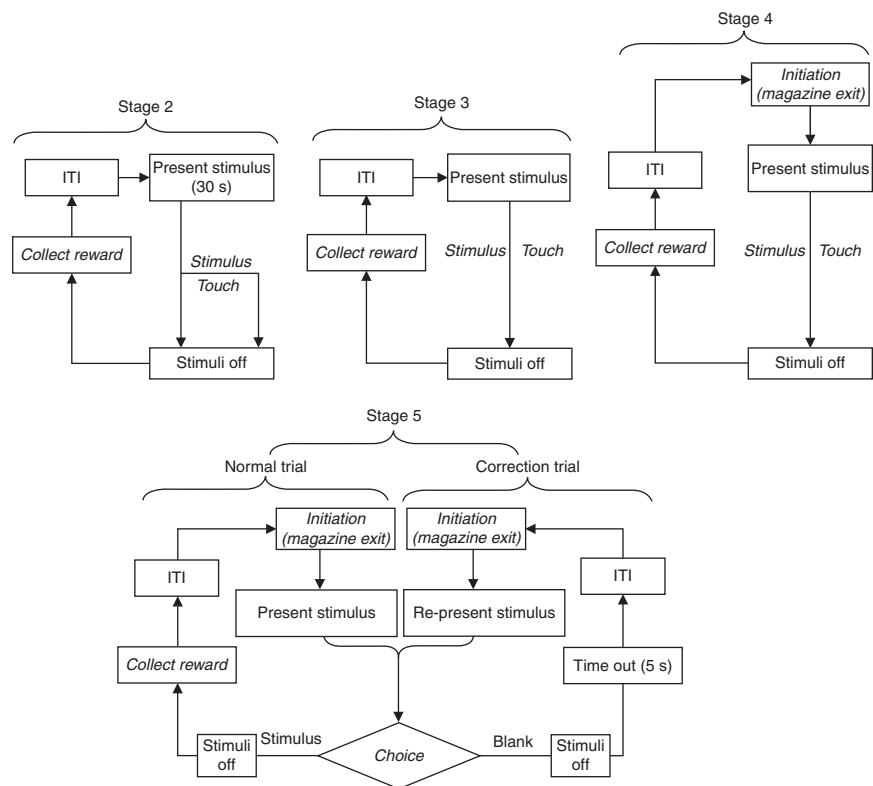 Stage 2
ITI
Present stimulus
(30 s)
Collect reward
Stimulus
Touch
Stimuli off
Stage 3
ITI
Present stimulus
Collect reward
Stimulus Touch
Stimuli off
Stage 4
Initiation
(magazine exit)
ITI
Present stimulus
Collect reward
Stimulus Touch
Stimuli off
Stage 5
Normal trial
Correction trial
Initiation
(magazine exit)
Initiation
(magazine exit)
ITI
ITI
Present stimulus
Re-present stimulus
Collect reward
Time out (5 s)
Stimuli
off
Stimulus
Choice
Blank
Stimuli
off